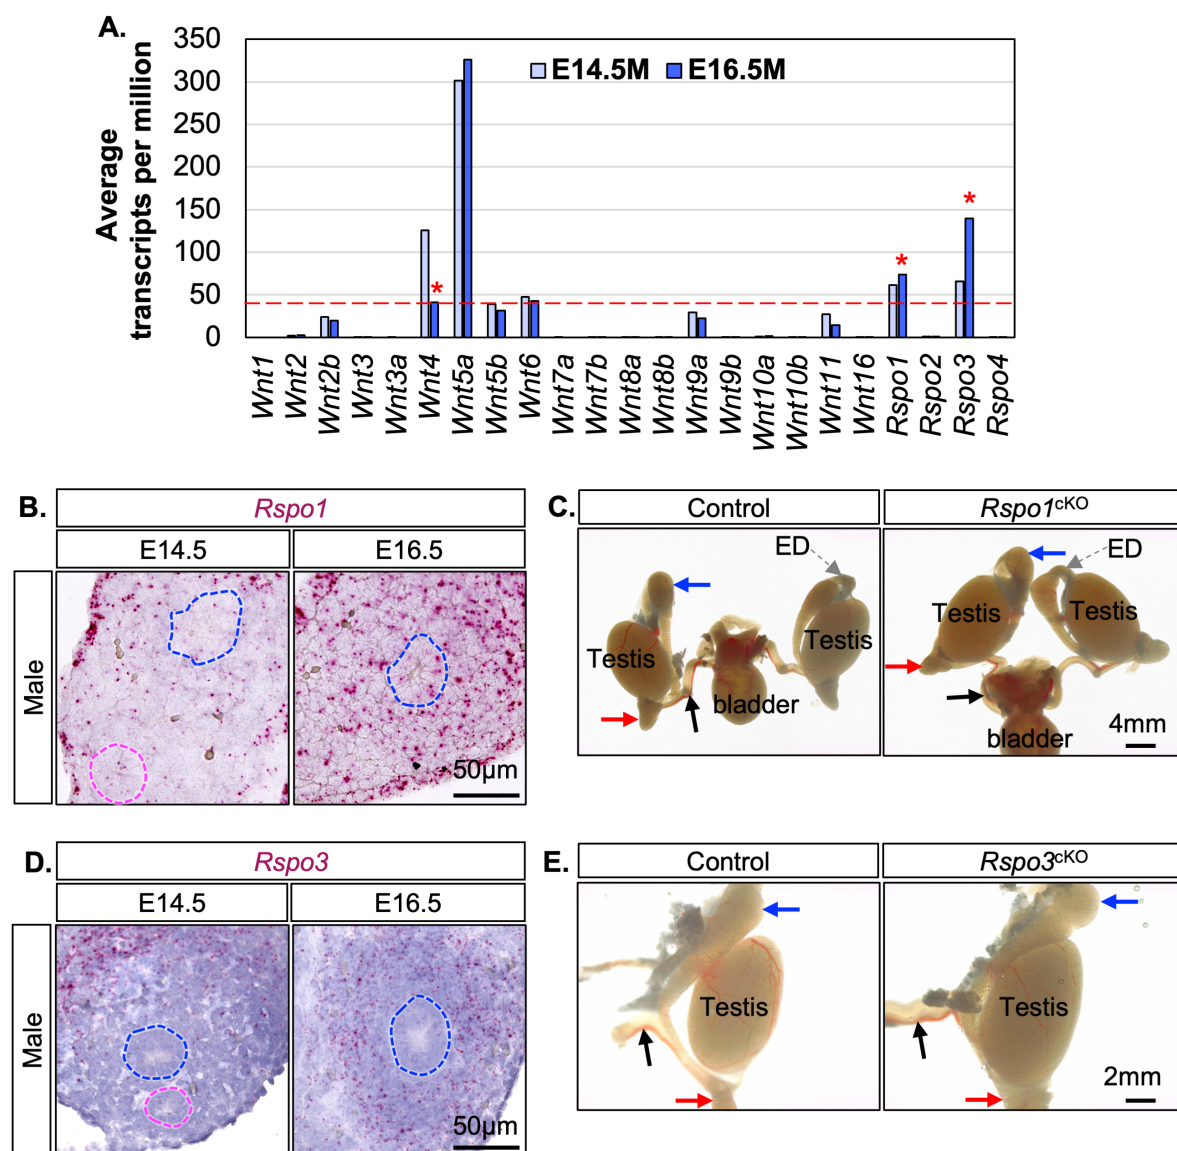 A.
Average
transcripts per million
350
300
250
200
150
100
50
0
E14.5M E16.5M
*
*
*
Wnt1 Wnt2 Wnt2b Wnt3 Wnt3a Wnt4 Wnt5a Wnt5b Wnt6 Wnt7a Wnt7b Wnt8a Wnt8b Wnt9a Wnt9b Wnt10a Wnt10b Wnt11 Wnt16 Rspo1 Rspo2 Rspo3 Rspo4
B.
Rspo1
E14.5 E16.5
Male
50µm
C.
Control Rspo1cKO
ED
Testis
Testis
bladder
ED
Testis
Testis
bladder
4mm
D.
Rspo3
E14.5 E16.5
Male
50µm
E.
Control Rspo3cKO
Testis
Testis
2mm